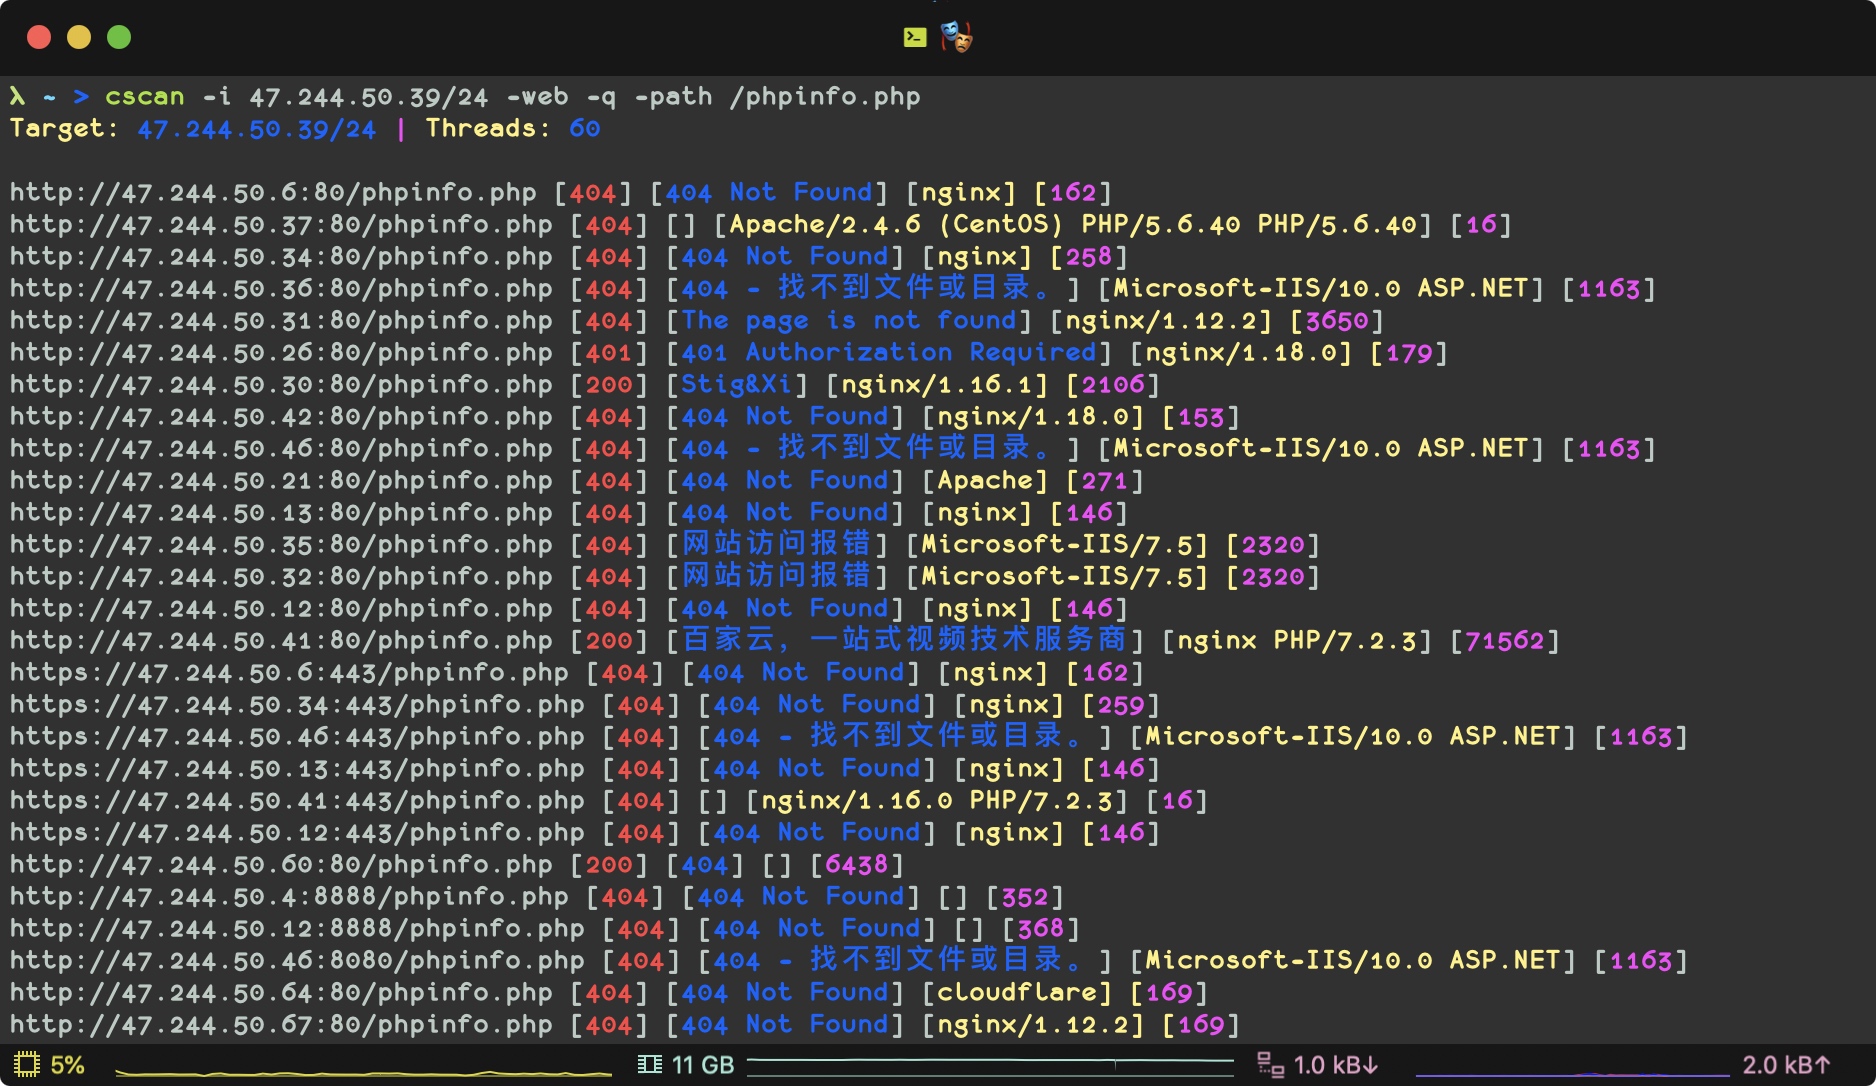 λ ~ > cscan -i 47.244.50.39/24 -web -q -path /phpinfo.php
Target: 47.244.50.39/24 | Threads: 60
http://47.244.50.6:80/phpinfo.php [404] [404 Not Found] [nginx] [162]
http://47.244.50.37:80/phpinfo.php [404] [] [Apache/2.4.6 (CentOS) PHP/5.6.40 PHP/5.6.40] [16]
http://47.244.50.34:80/phpinfo.php [404] [404 Not Found] [nginx] [258]
http://47.244.50.36:80/phpinfo.php [404] [404 - 找不到文件或目录。] [Microsoft-IIS/10.0 ASP.NET] [1163]
http://47.244.50.31:80/phpinfo.php [404] [The page is not found] [nginx/1.12.2] [3650]
http://47.244.50.26:80/phpinfo.php [401] [401 Authorization Required] [nginx/1.18.0] [179]
http://47.244.50.30:80/phpinfo.php [200] [Stig&Xi] [nginx/1.16.1] [2106]
http://47.244.50.42:80/phpinfo.php [404] [404 Not Found] [nginx/1.18.0] [153]
http://47.244.50.46:80/phpinfo.php [404] [404 - 找不到文件或目录。] [Microsoft-IIS/10.0 ASP.NET] [1163]
http://47.244.50.21:80/phpinfo.php [404] [404 Not Found] [Apache] [271]
http://47.244.50.13:80/phpinfo.php [404] [404 Not Found] [nginx] [146]
http://47.244.50.35:80/phpinfo.php [404] [网站访问报错] [Microsoft-IIS/7.5] [2320]
http://47.244.50.32:80/phpinfo.php [404] [网站访问报错] [Microsoft-IIS/7.5] [2320]
http://47.244.50.12:80/phpinfo.php [404] [404 Not Found] [nginx] [146]
http://47.244.50.41:80/phpinfo.php [200] [百家云，一站式视频技术服务商] [nginx PHP/7.2.3] [71562]
https://47.244.50.6:443/phpinfo.php [404] [404 Not Found] [nginx] [162]
https://47.244.50.34:443/phpinfo.php [404] [404 Not Found] [nginx] [259]
https://47.244.50.46:443/phpinfo.php [404] [404 - 找不到文件或目录。] [Microsoft-IIS/10.0 ASP.NET] [1163]
https://47.244.50.13:443/phpinfo.php [404] [404 Not Found] [nginx] [146]
https://47.244.50.41:443/phpinfo.php [404] [] [nginx/1.16.0 PHP/7.2.3] [16]
https://47.244.50.12:443/phpinfo.php [404] [404 Not Found] [nginx] [146]
http://47.244.50.60:80/phpinfo.php [200] [404] [] [6438]
http://47.244.50.4:8888/phpinfo.php [404] [404 Not Found] [] [352]
http://47.244.50.12:8888/phpinfo.php [404] [404 Not Found] [] [368]
http://47.244.50.46:8080/phpinfo.php [404] [404 - 找不到文件或目录。] [Microsoft-IIS/10.0 ASP.NET] [1163]
http://47.244.50.64:80/phpinfo.php [404] [404 Not Found] [cloudflare] [169]
http://47.244.50.67:80/phpinfo.php [404] [404 Not Found] [nginx/1.12.2] [169]
5% 11 GB 1.0 kB↓ 2.0 kB↑